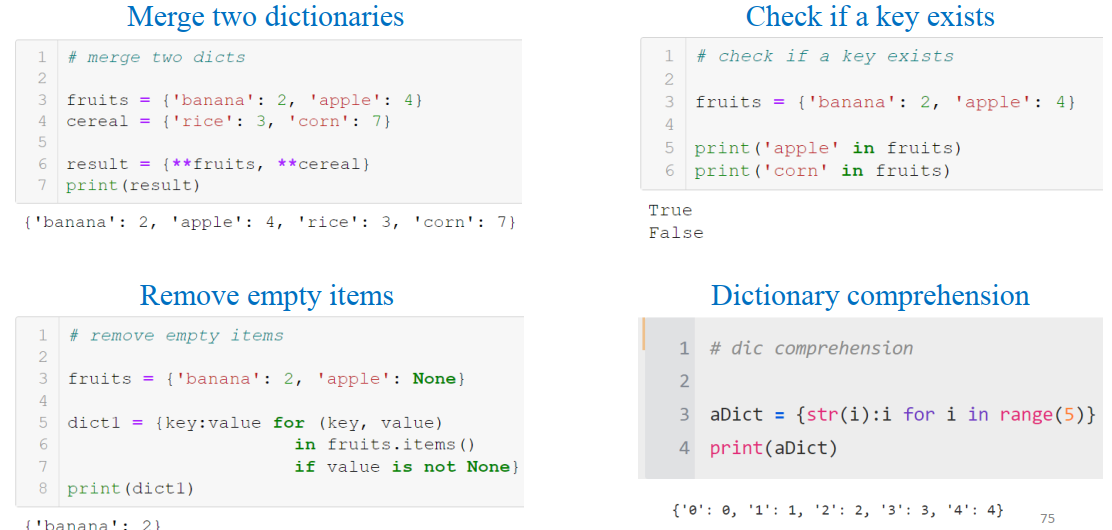 Merge two dictionaries
1 # merge two dicts
2
3 fruits = {'banana': 2, 'apple': 4}
4 cereal = {'rice': 3, 'corn': 7}
5
6 result = {**fruits, **cereal}
7 print(result)
{'banana': 2, 'apple': 4, 'rice': 3, 'corn': 7}
Check if a key exists
1 # check if a key exists
2
3 fruits = {'banana': 2, 'apple': 4}
4
5 print('apple' in fruits)
6 print('corn' in fruits)
True
False
Remove empty items
1 # remove empty items
2
3 fruits = {'banana': 2, 'apple': None}
4
5 dict1 = {key:value for (key, value)
6 in fruits.items()
7 if value is not None}
8 print(dict1)
{'banana': 2}
Dictionary comprehension
1 # dic comprehension
2
3 aDict = {str(i):i for i in range(5)}
4 print(aDict)
{'0': 0, '1': 1, '2': 2, '3': 3, '4': 4}
75